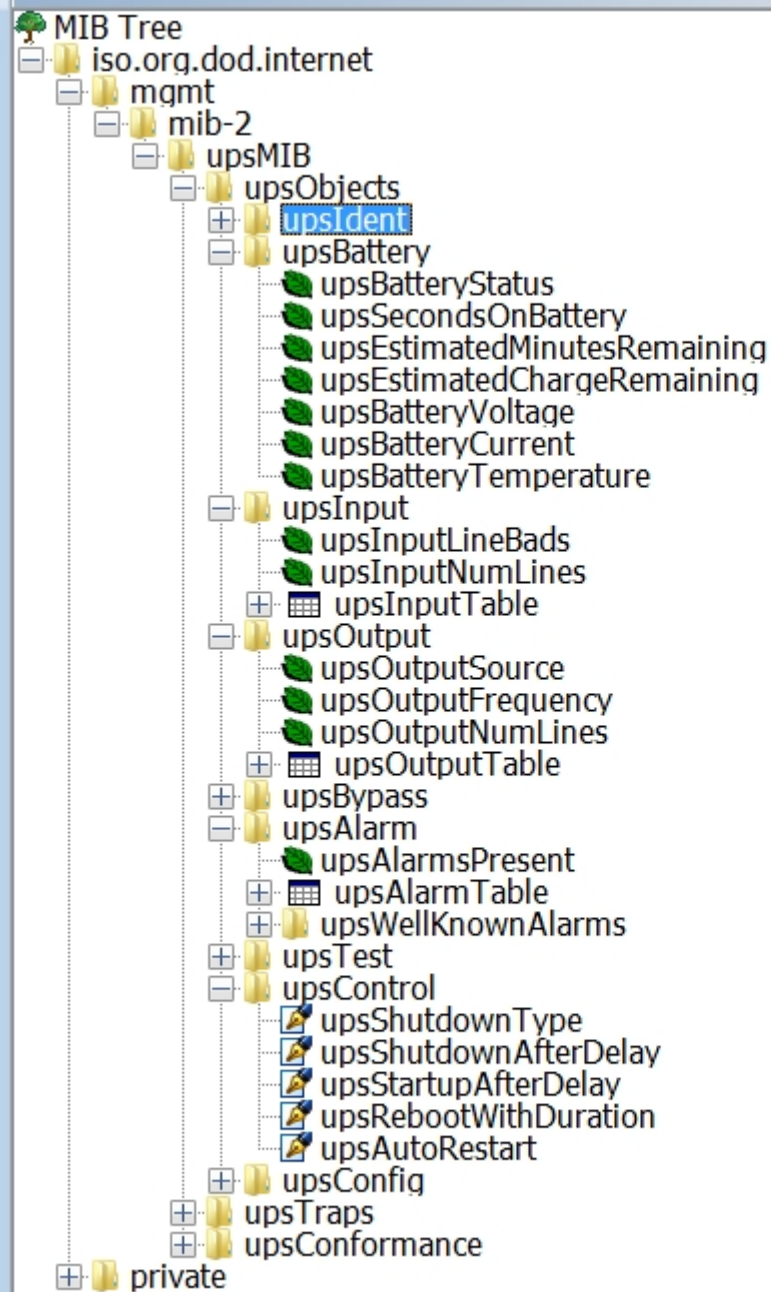 MIB Tree
iso.org.dod.internet
mgmt
mib-2
upsMIB
upsObjects
upsIdent
upsBattery
upsBatteryStatus
upsSecondsOnBattery
upsEstimatedMinutesRemaining
upsEstimatedChargeRemaining
upsBatteryVoltage
upsBatteryCurrent
upsBatteryTemperature
upsInput
upsInputLineBads
upsInputNumLines
upsInputTable
upsOutput
upsOutputSource
upsOutputFrequency
upsOutputNumLines
upsOutputTable
upsBypass
upsAlarm
upsAlarmsPresent
upsAlarmTable
upsWellKnownAlarms
upsTest
upsControl
upsShutdownType
upsShutdownAfterDelay
upsStartupAfterDelay
upsRebootWithDuration
upsAutoRestart
upsConfig
upsTraps
upsConformance
private